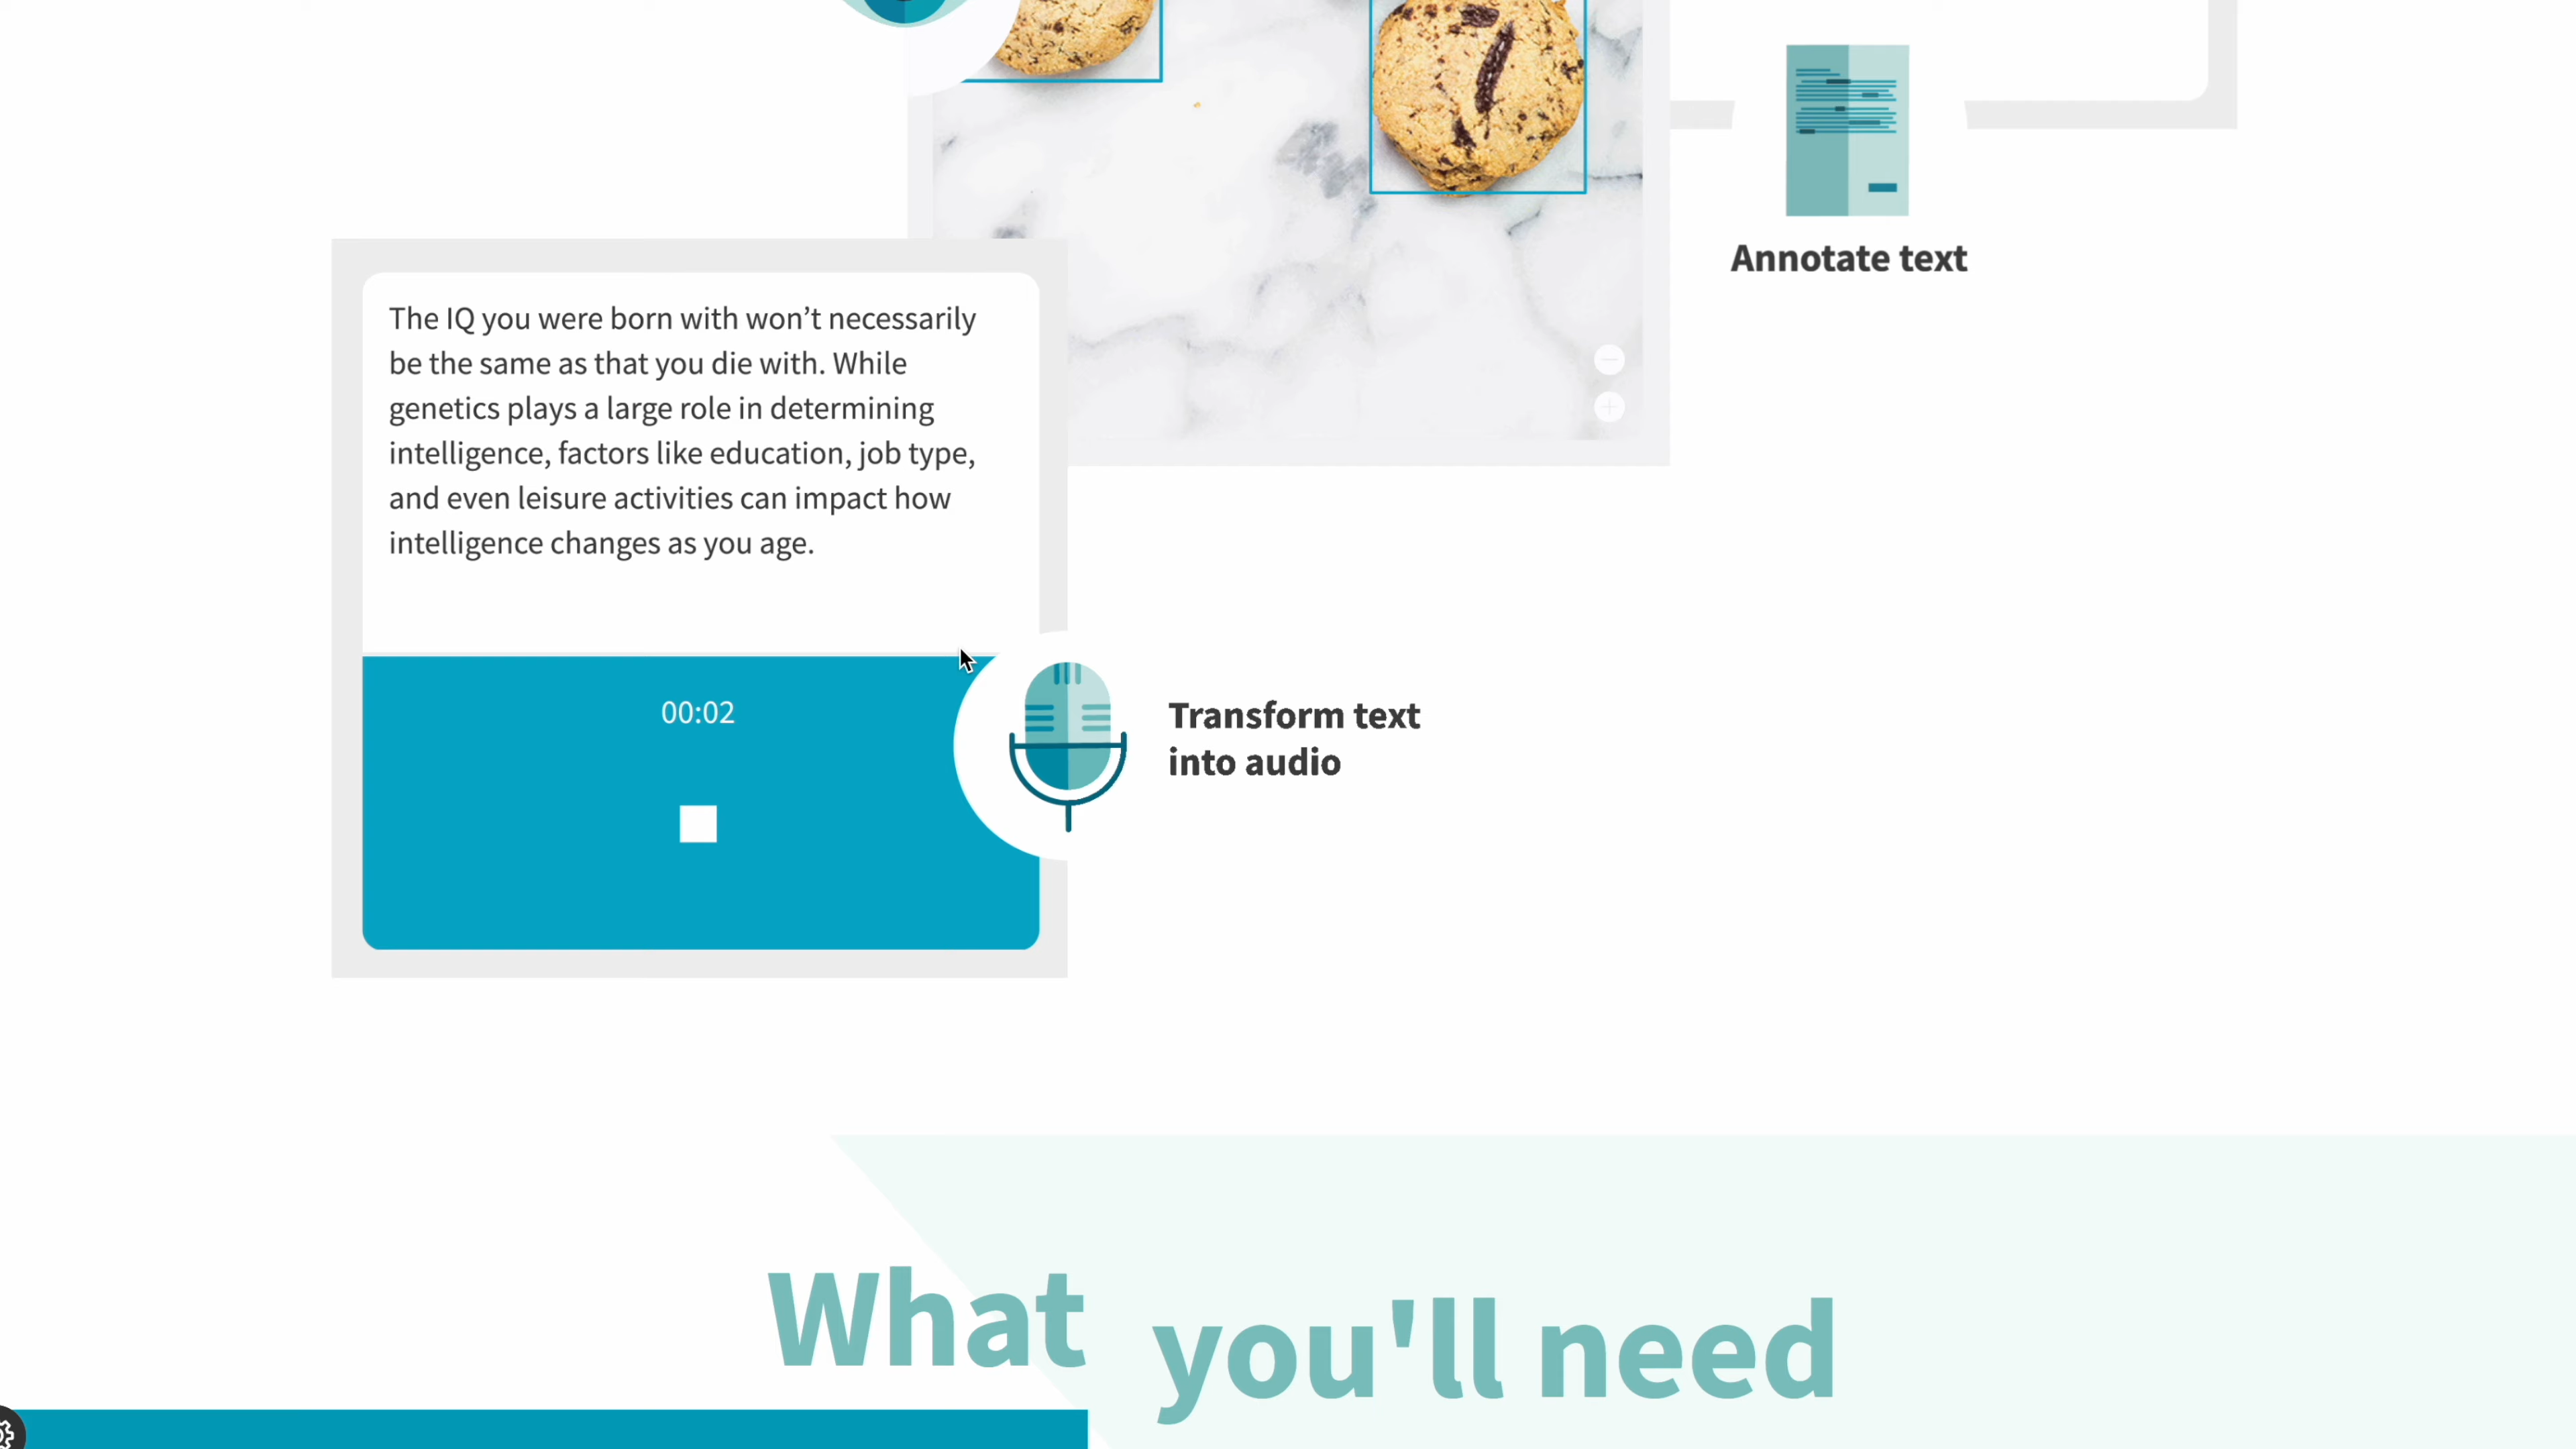 Annotate text
The IQ you were born with won’t necessarily
be the same as that you die with. While
genetics plays a large role in determining
intelligence, factors like education, job type,
and even leisure activities can impact how
intelligence changes as you age.
00:02
Transform text
into audio
What you'll need